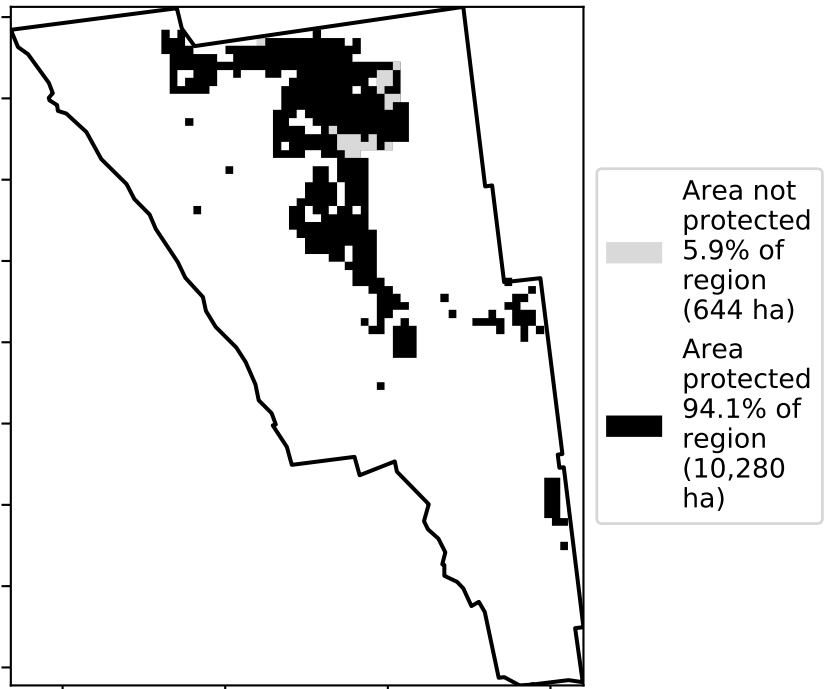 Area not
protected
5.9% of
region
(644 ha)
Area
protected
94.1% of
region
(10,280
ha)